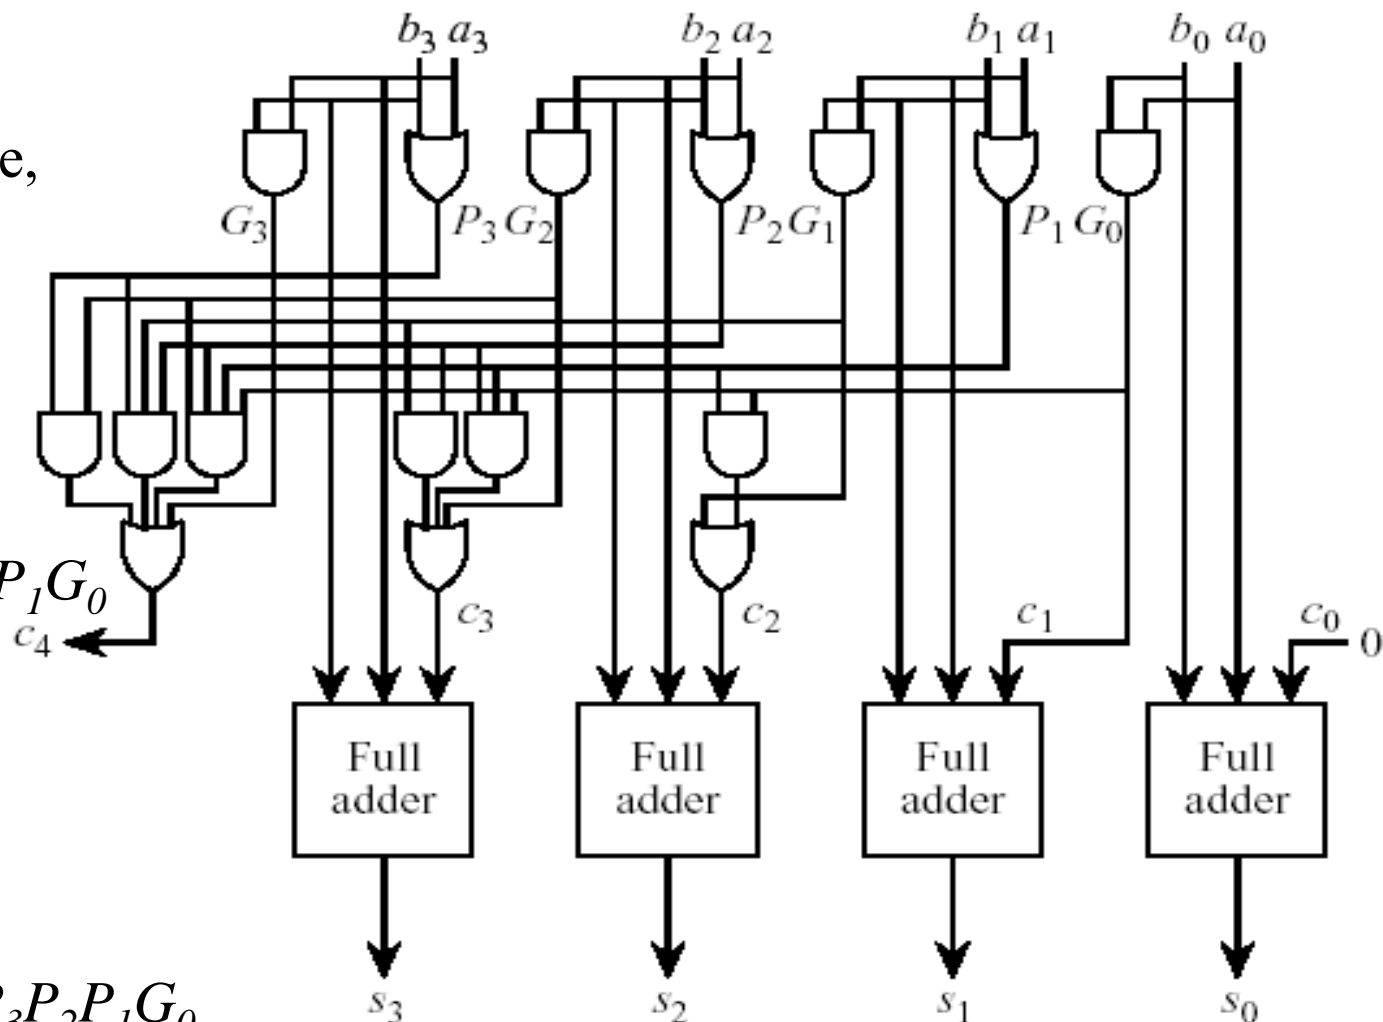 b₃ a₃ b₂ a₂ b₁ a₁ b₀ a₀
e,
G₃ P₃ G₂ P₂ G₁ P₁ G₀
P₁G₀
c₃ c₂ c₁ c₀
c₄ 0
Full Full Full Full
adder adder adder adder
P₃P₂P₁G₀
s₃ s₂ s₁ s₀